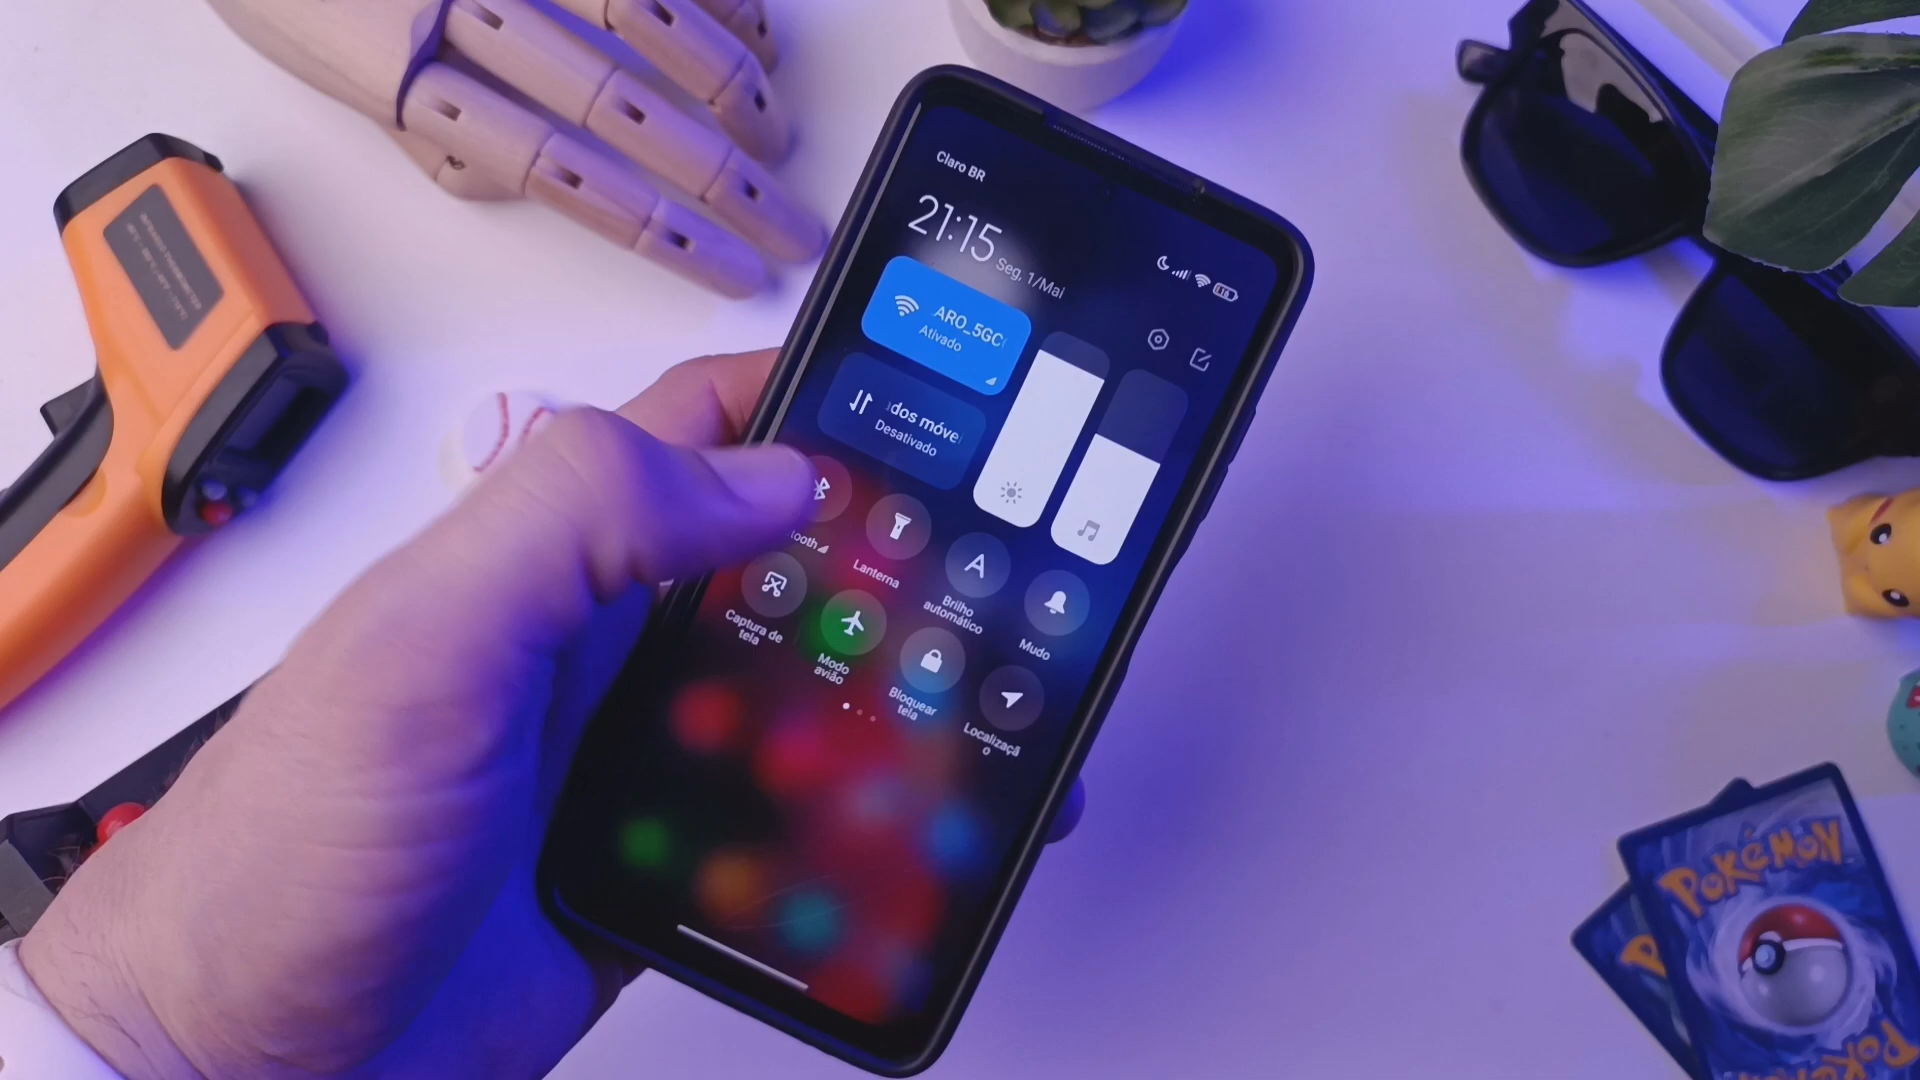 Claro BR
21:15 Seg, 1/Mai
ARO_5GC
Ativado
dos móve
Desativado
tooth
Lanterna
Brilho
automático
Mudo
Captura de
tela
Modo
avião
Bloquear
tela
Localizaçã
o
Pokémon
Pokémon
P